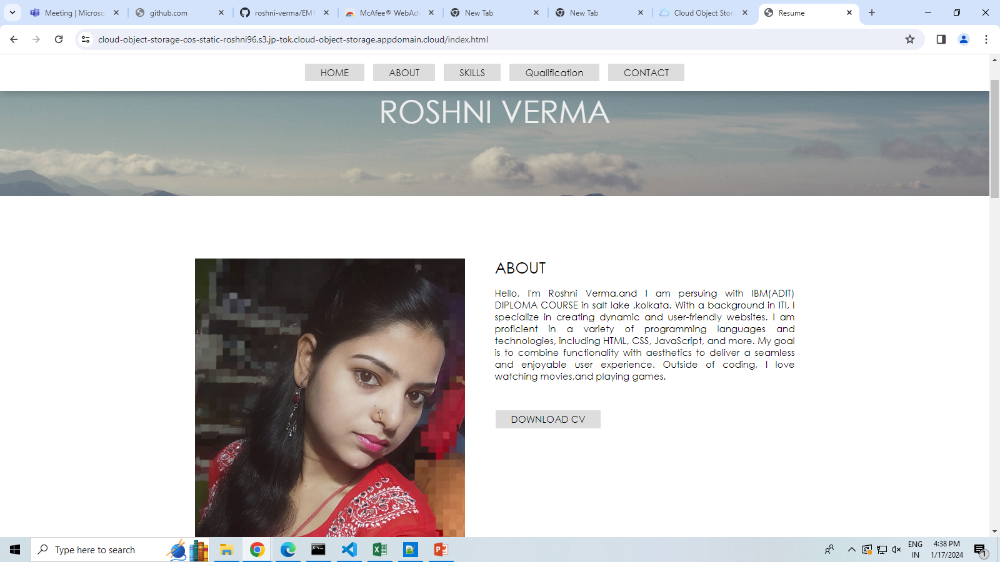 Meeting | Microso
github.com
roshni-verma/EM1
McAfee® WebAdv
New Tab
New Tab
Cloud Object Stor
Resume
cloud-object-storage-cos-static-roshni96.s3.jp-tok.cloud-object-storage.appdomain.cloud/index.html
HOME ABOUT SKILLS Qualification CONTACT
ROSHNI VERMA
ABOUT
Hello, I'm Roshni Verma,and I am persuing with IBM(ADIT)
DIPLOMA COURSE in salt lake ,kolkata. With a background in ITI, I
specialize in creating dynamic and user-friendly websites. I am
proficient in a variety of programming languages and
technologies, including HTML, CSS, JavaScript, and more. My goal
is to combine functionality with aesthetics to deliver a seamless
and enjoyable user experience. Outside of coding, I love
watching movies,and playing games.
DOWNLOAD CV
Type here to search
ENG
IN
4:38 PM
1/17/2024
1